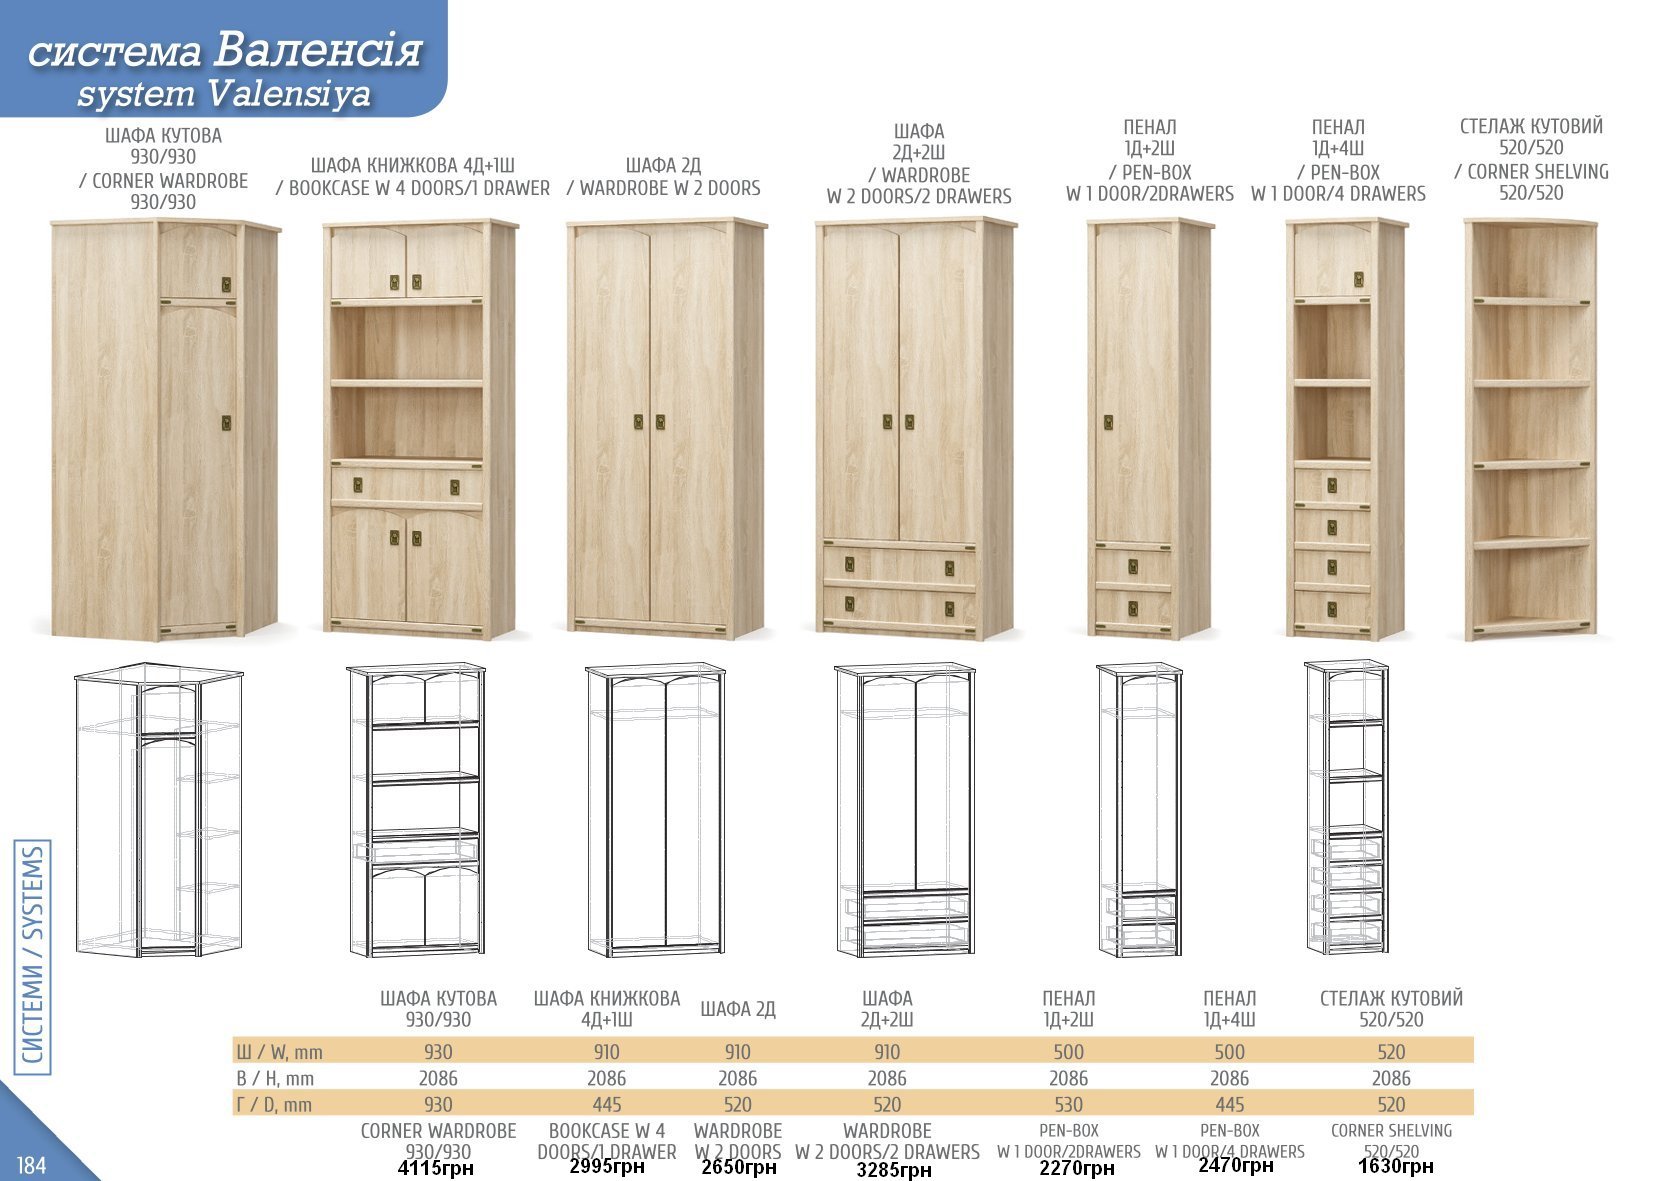 система Валенсія
system Valensiya
ШАФА КУТОВА
930/930
/ CORNER WARDROBE
930/930
ШАФА КНИЖКОВА 4Д+1Ш
/ BOOKCASE W 4 DOORS/1 DRAWER
ШАФА 2Д
/ WARDROBE W 2 DOORS
ШАФА
2Д+2Ш
/ WARDROBE
W 2 DOORS/2 DRAWERS
ПЕНАЛ
1Д+2Ш
/ PEN-BOX
W 1 DOOR/2DRAWERS
ПЕНАЛ
1Д+4Ш
/ PEN-BOX
W 1 DOOR/4 DRAWERS
СТЕЛАЖ КУТОВИЙ
520/520
/ CORNER SHELVING
520/520
СИСТЕМИ / SYSTEMS
ШАФА КУТОВА
930/930
ШАФА КНИЖКОВА
4Д+1Ш
ШАФА 2Д
ШАФА
2Д+2Ш
ПЕНАЛ
1Д+2Ш
ПЕНАЛ
1Д+4Ш
СТЕЛАЖ КУТОВИЙ
520/520
Ш / W, mm 930 910 910 910 500 500 520
В / H, mm 2086 2086 2086 2086 2086 2086 2086
Г / D, mm 930 445 520 520 530 445 520
CORNER WARDROBE
930/930
4115грн
BOOKCASE W 4
DOORS/1 DRAWER
2995грн
WARDROBE
W 2 DOORS
2650грн
WARDROBE
W 2 DOORS/2 DRAWERS
3285грн
PEN-BOX
W 1 DOOR/2DRAWERS
2270грн
PEN-BOX
W 1 DOOR/4 DRAWERS
2470грн
CORNER SHELVING
520/520
1630грн
184